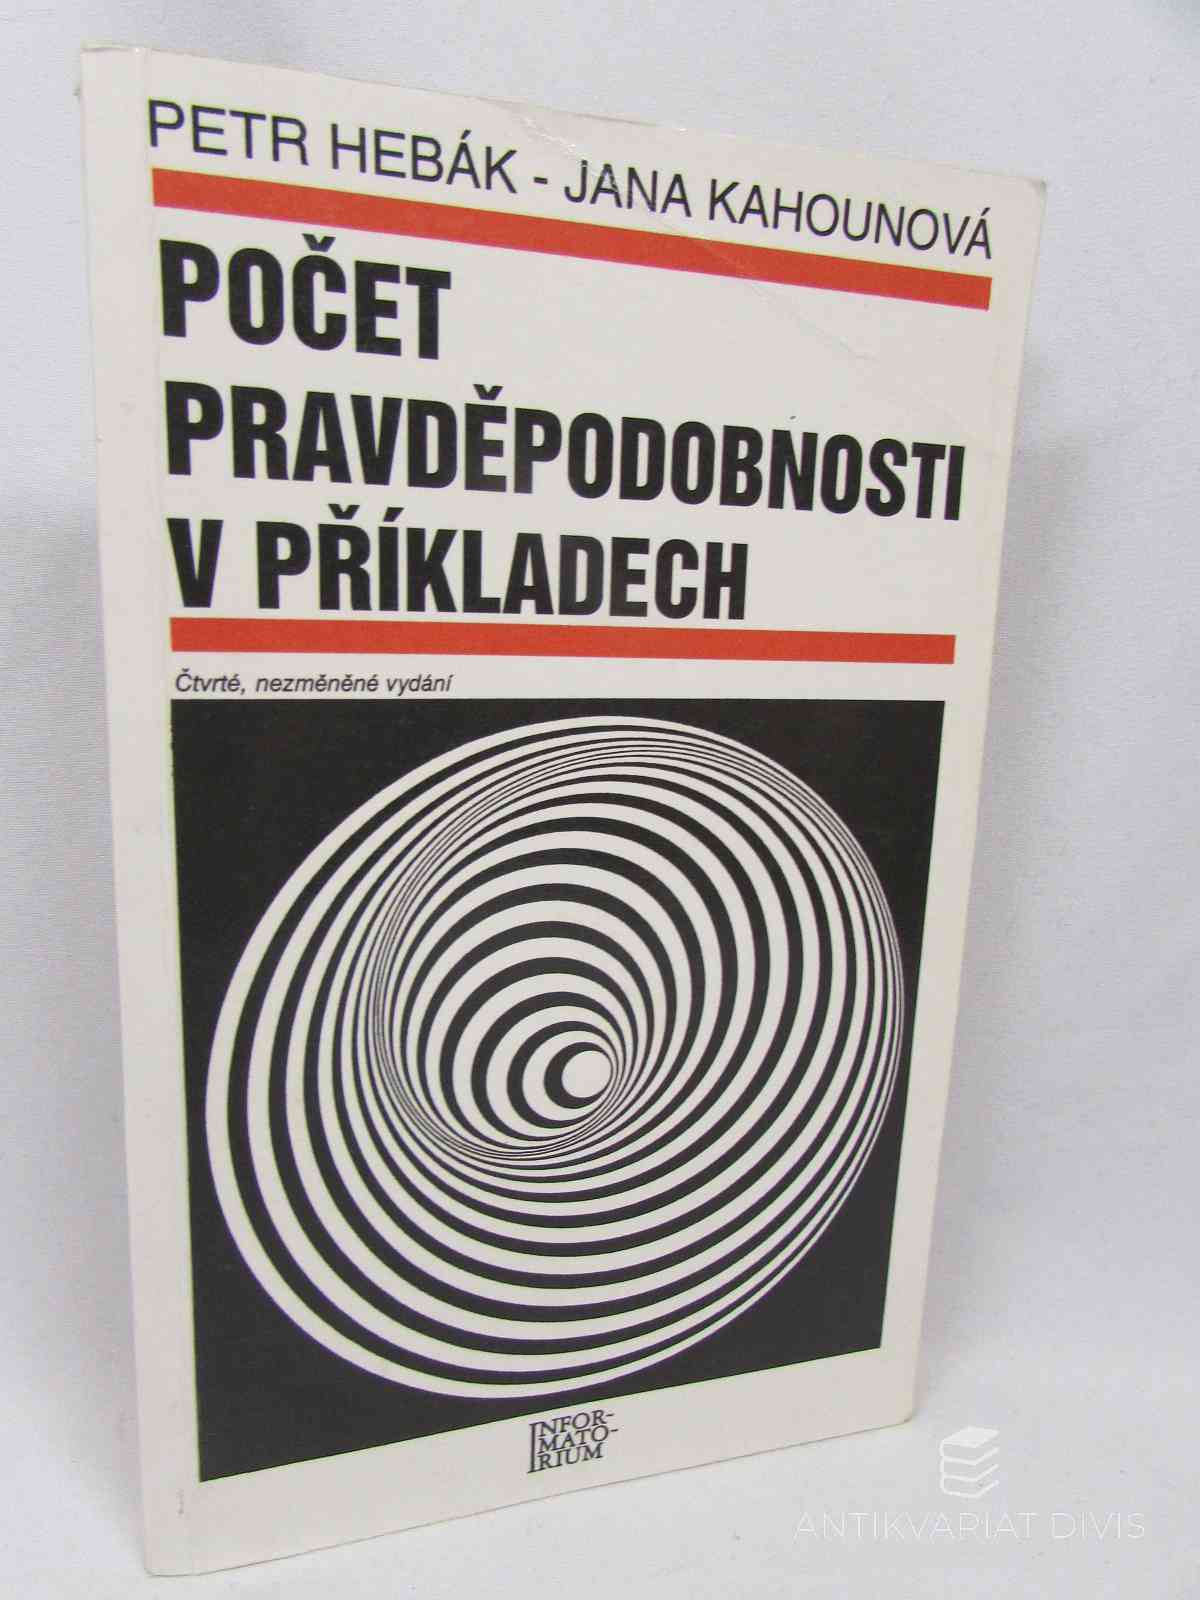 PETR HEBÁK - JANA KAHOUNOVÁ
POČET
PRAVDĚPODOBNOSTI
V PŘÍKLADECH
Čtvrté, nezměněné vydání
INFOR-
MATO-
RIUM
ANTIKVARIAT DIVIS